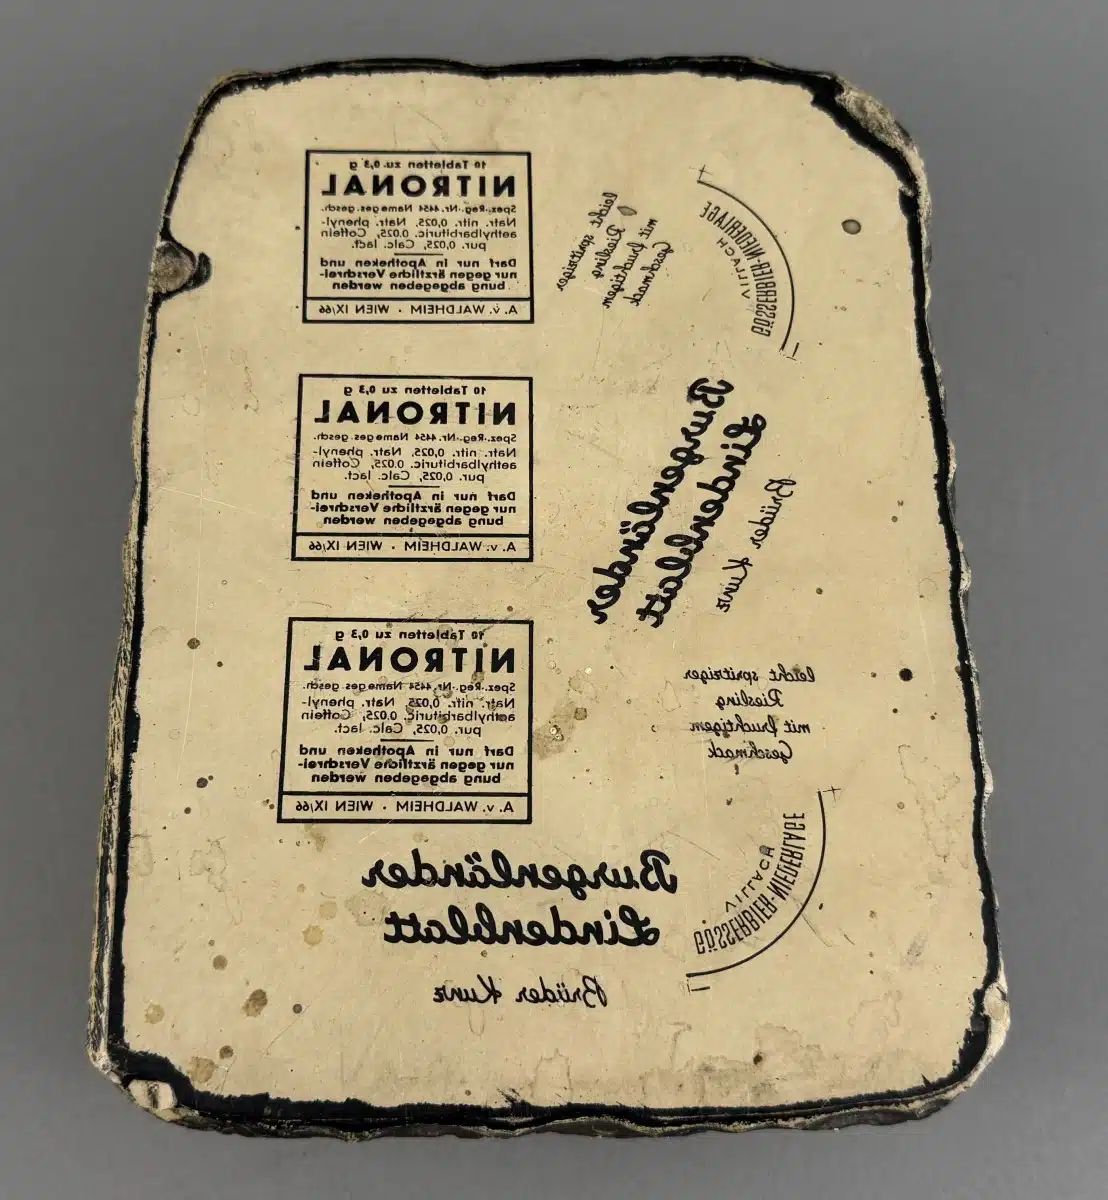 10 Tabletten zu 0,3 g
NITRONAL
Spez.-Reg.-Nr. 4454 Name ges. gesch.
Natr. nitr. 0,025, Natr. phenyl-
aethylbarbituric. 0,025, Coffein
pur. 0,025, Calc. lact.
Darf nur in Apotheken und
nur gegen ärztliche Verschrei-
bung abgegeben werden
A. v. WALDHEIM · WIEN IX/66
leicht spritziger
Riesling
mit fruchtigem
Geschmack
GÖSSERBIER-NIEDERLAGE
VILLACH
10 Tabletten zu 0,3 g
NITRONAL
Spez.-Reg.-Nr. 4454 Name ges. gesch.
Natr. nitr. 0,025, Natr. phenyl-
aethylbarbituric. 0,025, Coffein
pur. 0,025, Calc. lact.
Darf nur in Apotheken und
nur gegen ärztliche Verschrei-
bung abgegeben werden
A. v. WALDHEIM · WIEN IX/66
Burgenländer
Lindenblatt
Brüder Kunz
10 Tabletten zu 0,3 g
NITRONAL
Spez.-Reg.-Nr. 4454 Name ges. gesch.
Natr. nitr. 0,025, Natr. phenyl-
aethylbarbituric. 0,025, Coffein
pur. 0,025, Calc. lact.
Darf nur in Apotheken und
nur gegen ärztliche Verschrei-
bung abgegeben werden
A. v. WALDHEIM · WIEN IX/66
leicht spritziger
Riesling
mit fruchtigem
Geschmack
VILLACH
GÖSSERBIER-NIEDERLAGE
Burgenländer
Lindenblatt
Brüder Kunz